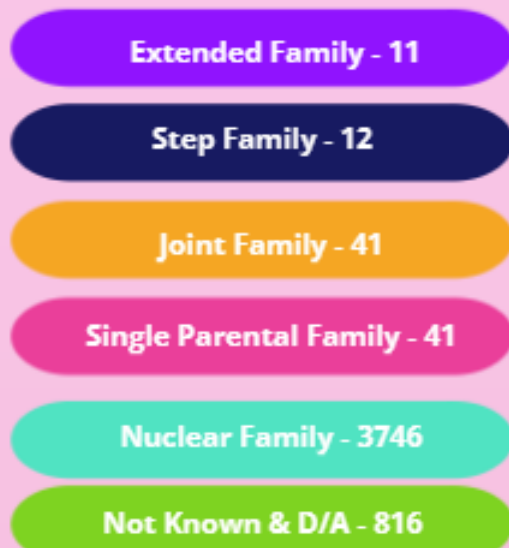 Extended Family - 11
Step Family - 12
Joint Family - 41
Single Parental Family - 41
Nuclear Family - 3746
Not Known & D/A - 816